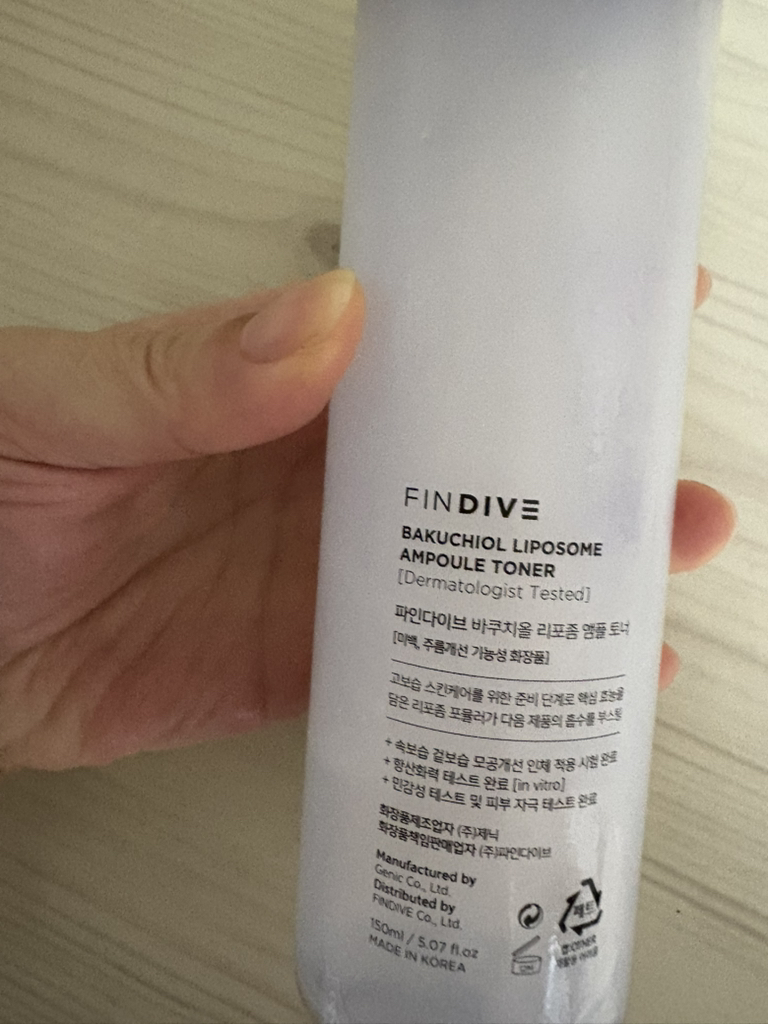 FINDIVE
BAKUCHIOL LIPOSOME
AMPOULE TONER
[Dermatologist Tested]
파인다이브 바쿠치올 리포좀 앰플 토너
[미백, 주름개선 기능성 화장품]
고보습 스킨케어를 위한 준비 단계로 핵심 효능을
담은 리포좀 포뮬러가 다음 제품의 흡수를 부스팅
+ 속보습 겉보습 모공개선 인체 적용 시험 완료
+ 항산화력 테스트 완료 [in vitro]
+ 민감성 테스트 및 피부 자극 테스트 완료
화장품제조업자 (주)제닉
화장품책임판매업자 (주)파인다이브
Manufactured by
Genic Co., Ltd.
Distributed by
FINDIVE Co., Ltd.
150ml / 5.07 fl.oz
MADE IN KOREA
페트
캡:OTHER
12M